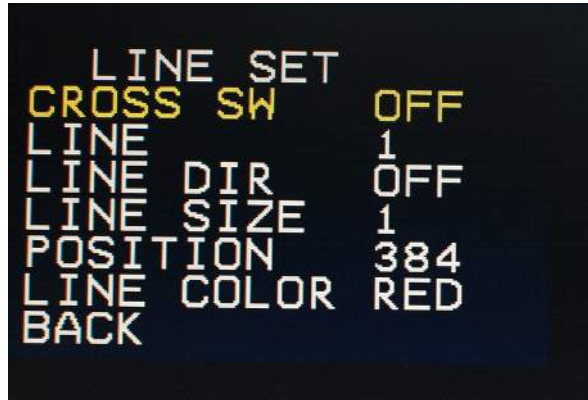 LINE SET
CROSS SW OFF
LINE 1
LINE DIR OFF
LINE SIZE 1
POSITION 384
LINE COLOR RED
BACK